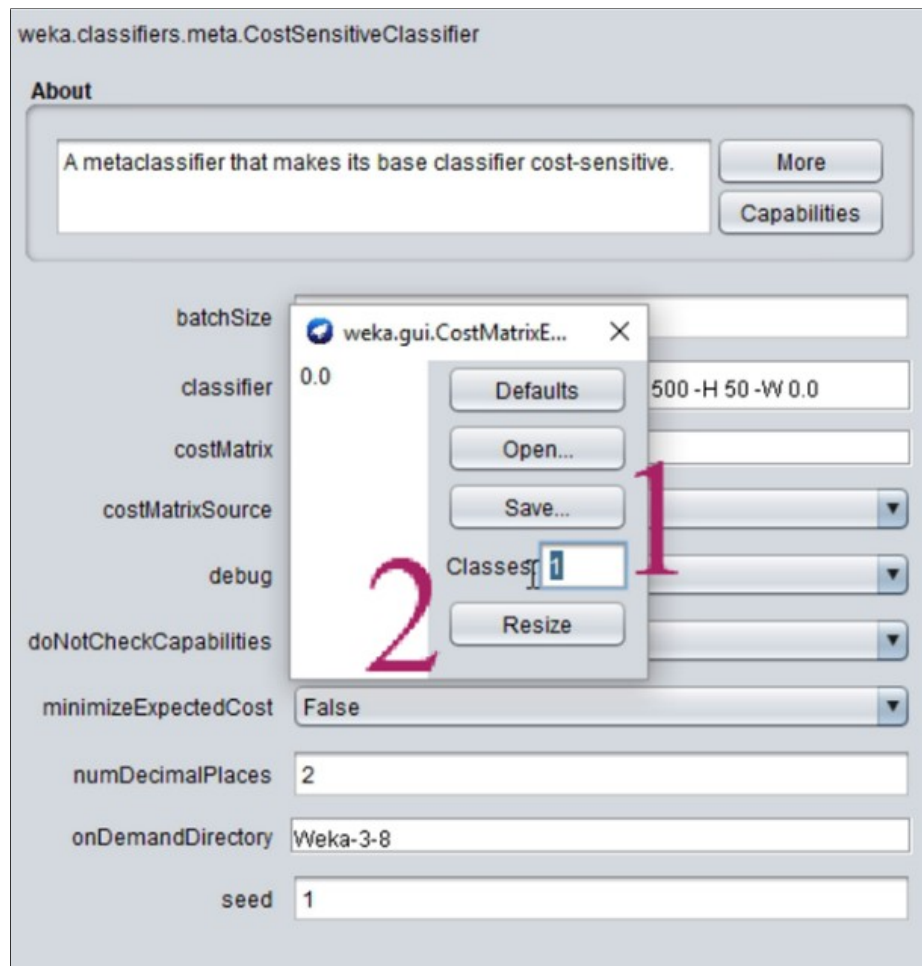 weka.classifiers.meta.CostSensitiveClassifier
About
A metaclassifier that makes its base classifier cost-sensitive.
More
Capabilities
batchSize
weka.gui.CostMatrixE...
classifier
0.0
Defaults
500 -H 50 -W 0.0
costMatrix
Open...
costMatrixSource
Save...
1
debug
2
Classes:
1
doNotCheckCapabilities
Resize
minimizeExpectedCost
False
numDecimalPlaces
2
onDemandDirectory
Weka-3-8
seed
1